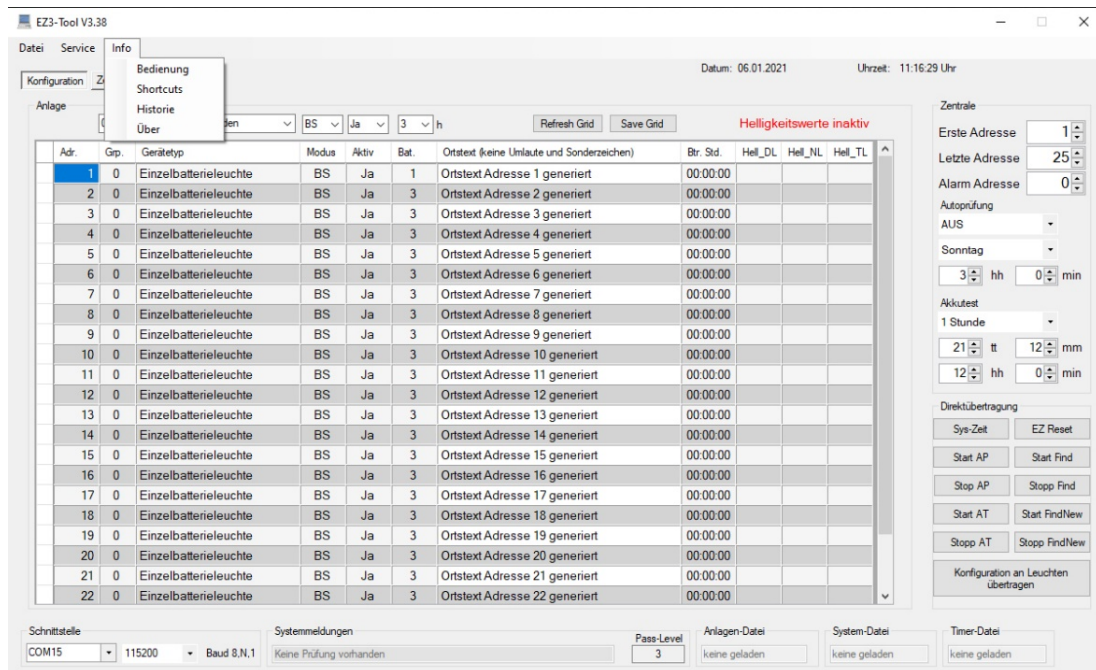 EZ3-Tool V3.38
Datei Service Info
Bedienung
Shortcuts
Historie
Über
Datum: 06.01.2021 Uhrzeit: 11:16:29 Uhr
Konfiguration
Anlage
BS Ja 3 h Refresh Grid Save Grid Helligkeitswerte inaktiv
Adr. Grp. Gerätetyp Modus Aktiv Bat. Ortstext (keine Umlaute und Sonderzeichen) Btr. Std. Hell_DL Hell_NL Hell_TL
1 0 Einzelbatterieleuchte BS Ja 1 Ortstext Adresse 1 generiert 00:00:00
2 0 Einzelbatterieleuchte BS Ja 3 Ortstext Adresse 2 generiert 00:00:00
3 0 Einzelbatterieleuchte BS Ja 3 Ortstext Adresse 3 generiert 00:00:00
4 0 Einzelbatterieleuchte BS Ja 3 Ortstext Adresse 4 generiert 00:00:00
5 0 Einzelbatterieleuchte BS Ja 3 Ortstext Adresse 5 generiert 00:00:00
6 0 Einzelbatterieleuchte BS Ja 3 Ortstext Adresse 6 generiert 00:00:00
7 0 Einzelbatterieleuchte BS Ja 3 Ortstext Adresse 7 generiert 00:00:00
8 0 Einzelbatterieleuchte BS Ja 3 Ortstext Adresse 8 generiert 00:00:00
9 0 Einzelbatterieleuchte BS Ja 3 Ortstext Adresse 9 generiert 00:00:00
10 0 Einzelbatterieleuchte BS Ja 3 Ortstext Adresse 10 generiert 00:00:00
11 0 Einzelbatterieleuchte BS Ja 3 Ortstext Adresse 11 generiert 00:00:00
12 0 Einzelbatterieleuchte BS Ja 3 Ortstext Adresse 12 generiert 00:00:00
13 0 Einzelbatterieleuchte BS Ja 3 Ortstext Adresse 13 generiert 00:00:00
14 0 Einzelbatterieleuchte BS Ja 3 Ortstext Adresse 14 generiert 00:00:00
15 0 Einzelbatterieleuchte BS Ja 3 Ortstext Adresse 15 generiert 00:00:00
16 0 Einzelbatterieleuchte BS Ja 3 Ortstext Adresse 16 generiert 00:00:00
17 0 Einzelbatterieleuchte BS Ja 3 Ortstext Adresse 17 generiert 00:00:00
18 0 Einzelbatterieleuchte BS Ja 3 Ortstext Adresse 18 generiert 00:00:00
19 0 Einzelbatterieleuchte BS Ja 3 Ortstext Adresse 19 generiert 00:00:00
20 0 Einzelbatterieleuchte BS Ja 3 Ortstext Adresse 20 generiert 00:00:00
21 0 Einzelbatterieleuchte BS Ja 3 Ortstext Adresse 21 generiert 00:00:00
22 0 Einzelbatterieleuchte BS Ja 3 Ortstext Adresse 22 generiert 00:00:00
Zentrale
Erste Adresse 1
Letzte Adresse 25
Alarm Adresse 0
Autoprüfung
AUS
Sonntag
3 hh 0 min
Akkutest
1 Stunde
21 tt 12 mm
12 hh 0 min
Direktübertragung
Sys-Zeit EZ Reset
Start AP Start Find
Stop AP Stopp Find
Start AT Start FindNew
Stopp AT Stopp FindNew
Konfiguration an Leuchten
übertragen
Schnittstelle Systemmeldungen Pass-Level Anlagen-Datei System-Datei Timer-Datei
COM15 115200 Baud 8,N,1 Keine Prüfung vorhanden 3 keine geladen keine geladen keine geladen